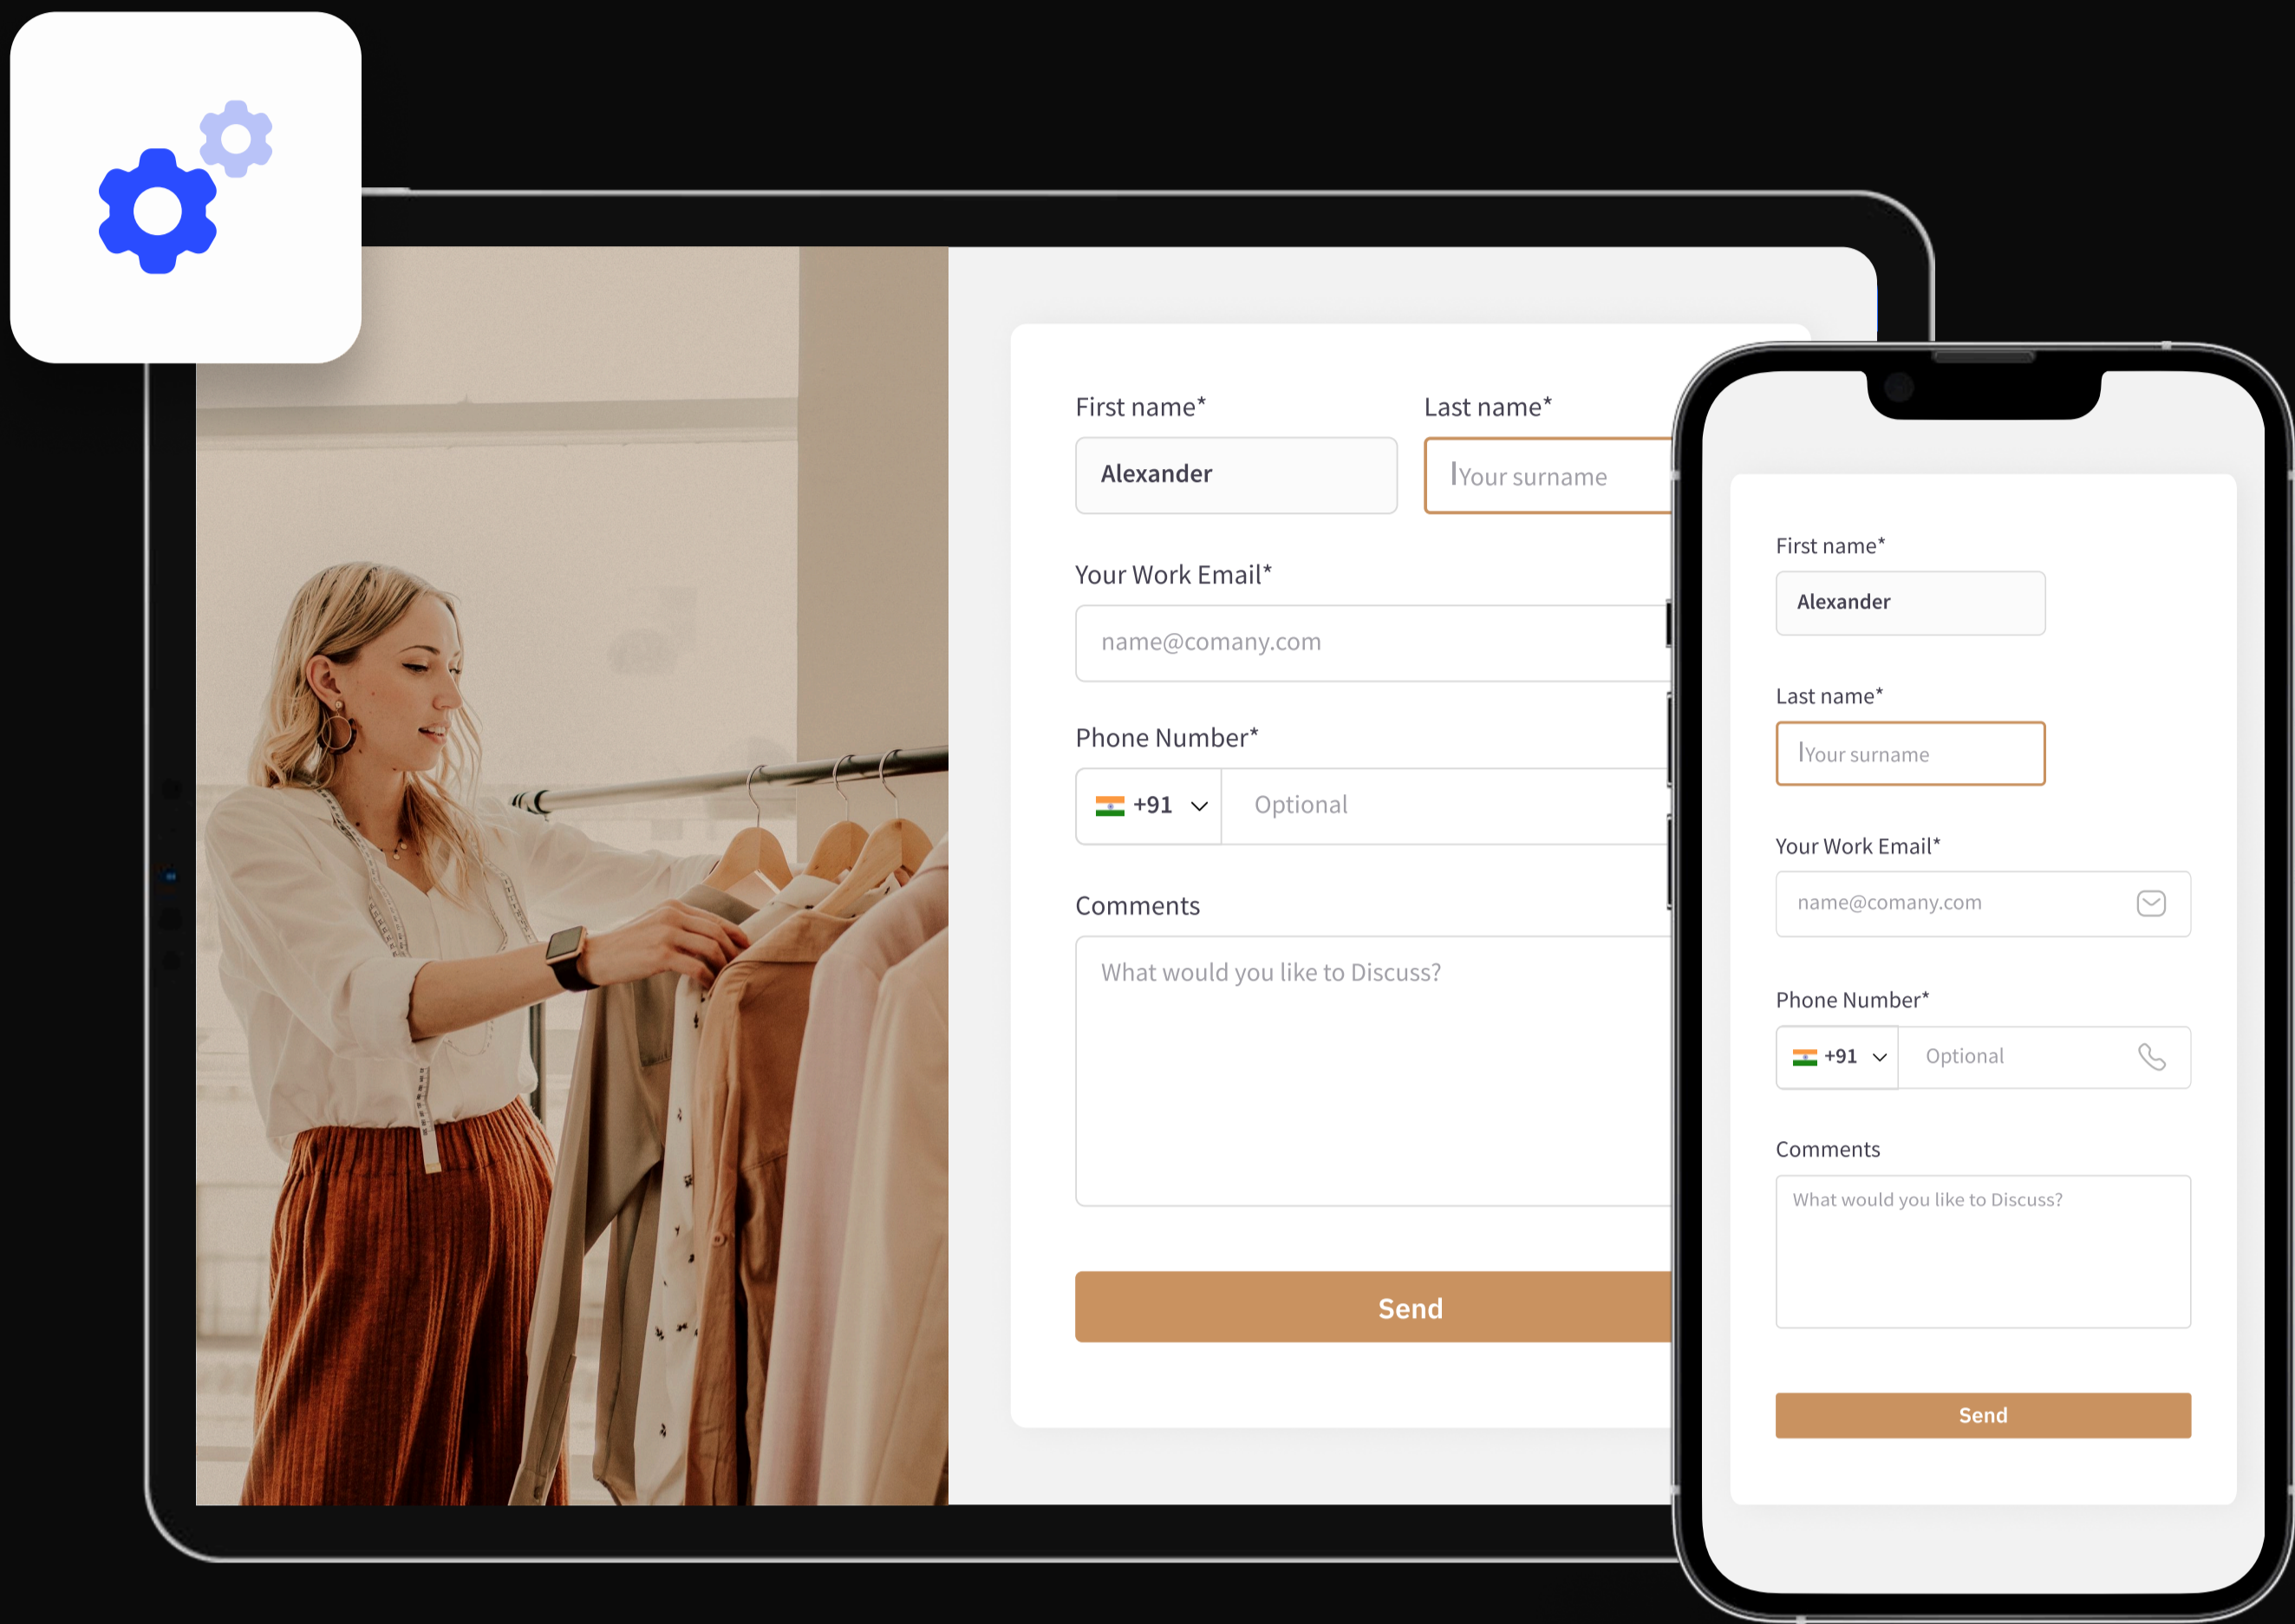 First name*
Last name*
Alexander
Your surname
Your Work Email*
name@comany.com
Phone Number*
+91
Optional
Comments
What would you like to Discuss?
Send
First name*
Alexander
Last name*
Your surname
Your Work Email*
name@comany.com
Phone Number*
+91
Optional
Comments
What would you like to Discuss?
Send